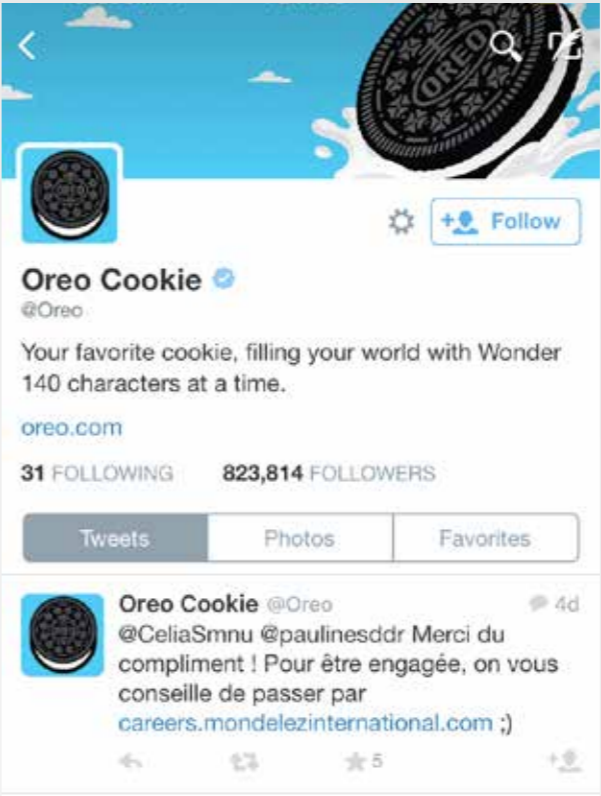 OREO
OREO
Follow
Oreo Cookie
@Oreo
Your favorite cookie, filling your world with Wonder
140 characters at a time.
oreo.com
31 FOLLOWING 823,814 FOLLOWERS
Tweets Photos Favorites
Oreo Cookie @Oreo 4d
@CeliaSmnu @paulinesddr Merci du
compliment ! Pour être engagée, on vous
conseille de passer par
careers.mondelezinternational.com ;)
5